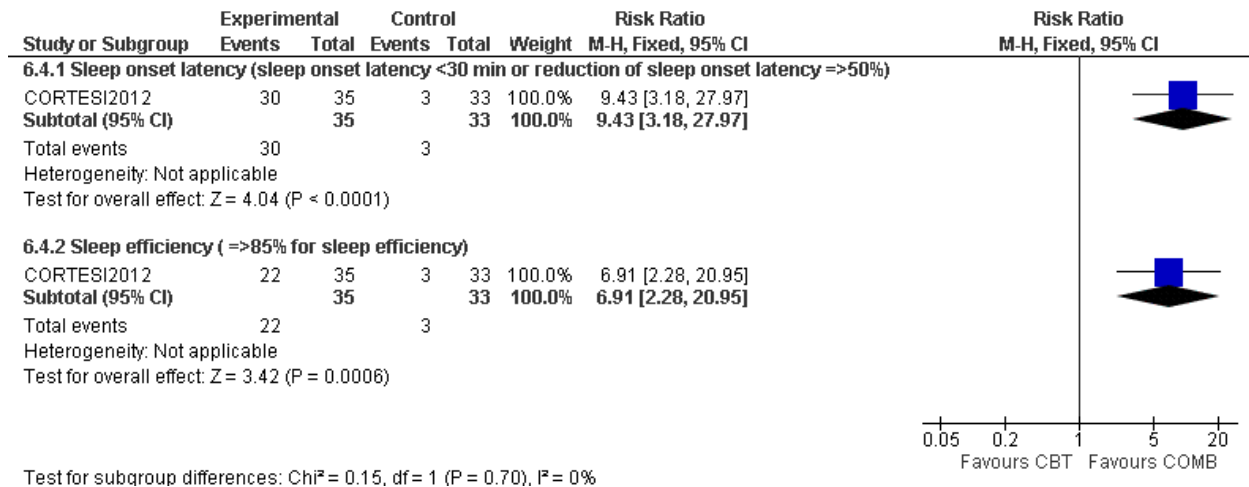 Experimental Control Risk Ratio Risk Ratio
Study or Subgroup Events Total Events Total Weight M-H, Fixed, 95% CI M-H, Fixed, 95% CI
6.4.1 Sleep onset latency (sleep onset latency <30 min or reduction of sleep onset latency =>50%)
CORTESI2012 30 35 3 33 100.0% 9.43 [3.18, 27.97]
Subtotal (95% CI) 35 33 100.0% 9.43 [3.18, 27.97]
Total events 30 3
Heterogeneity: Not applicable
Test for overall effect: Z = 4.04 (P < 0.0001)
6.4.2 Sleep efficiency ( =>85% for sleep efficiency)
CORTESI2012 22 35 3 33 100.0% 6.91 [2.28, 20.95]
Subtotal (95% CI) 35 33 100.0% 6.91 [2.28, 20.95]
Total events 22 3
Heterogeneity: Not applicable
Test for overall effect: Z = 3.42 (P = 0.0006)
0.05 0.2 1 5 20
Favours CBT Favours COMB
Test for subgroup differences: Chi² = 0.15, df = 1 (P = 0.70), I² = 0%